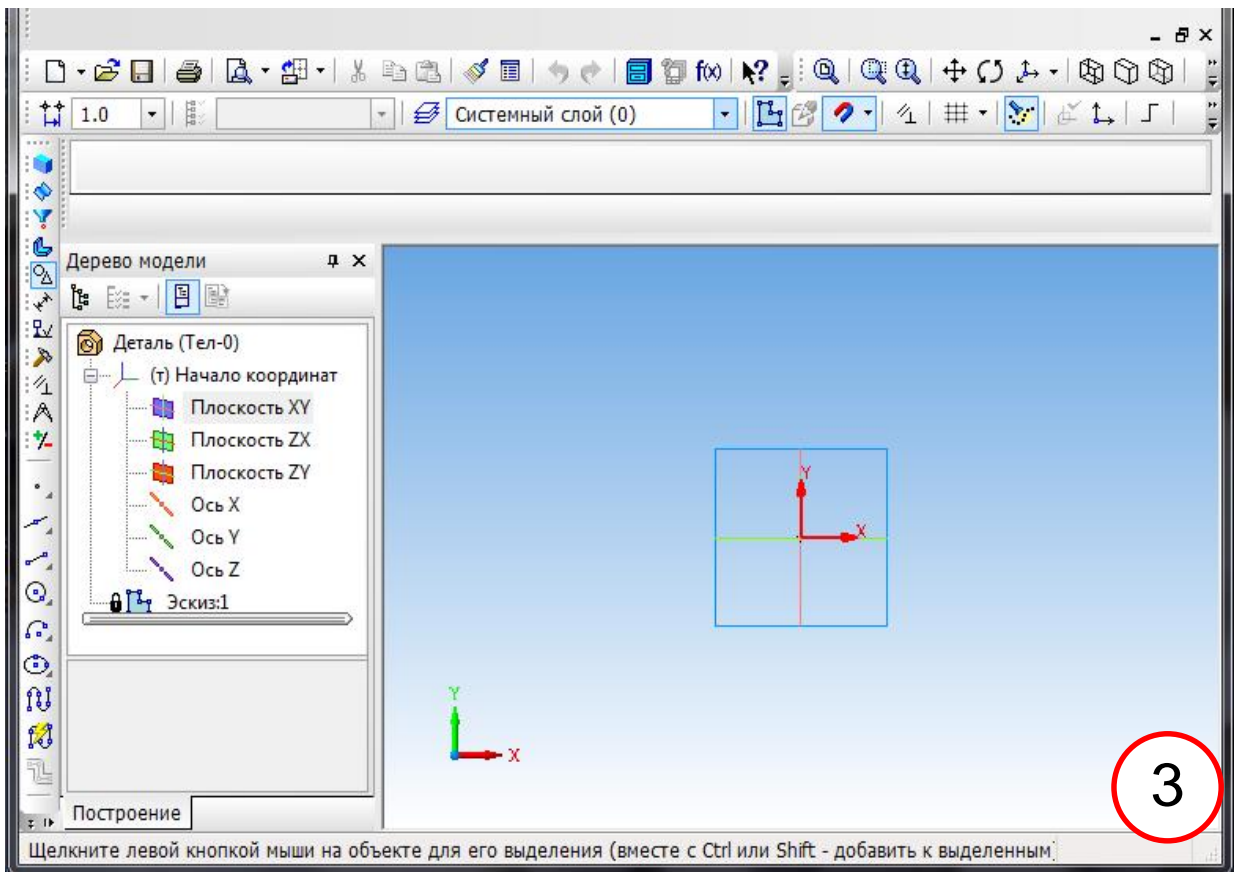 1.0
Системный слой (0)
f(x)
Дерево модели
Деталь (Тел-0)
(т) Начало координат
Плоскость XY
Плоскость ZX
Плоскость ZY
Ось X
Ось Y
Ось Z
Эскиз:1
Y
X
Y
X
3
Построение
Щелкните левой кнопкой мыши на объекте для его выделения (вместе с Ctrl или Shift - добавить к выделенным)